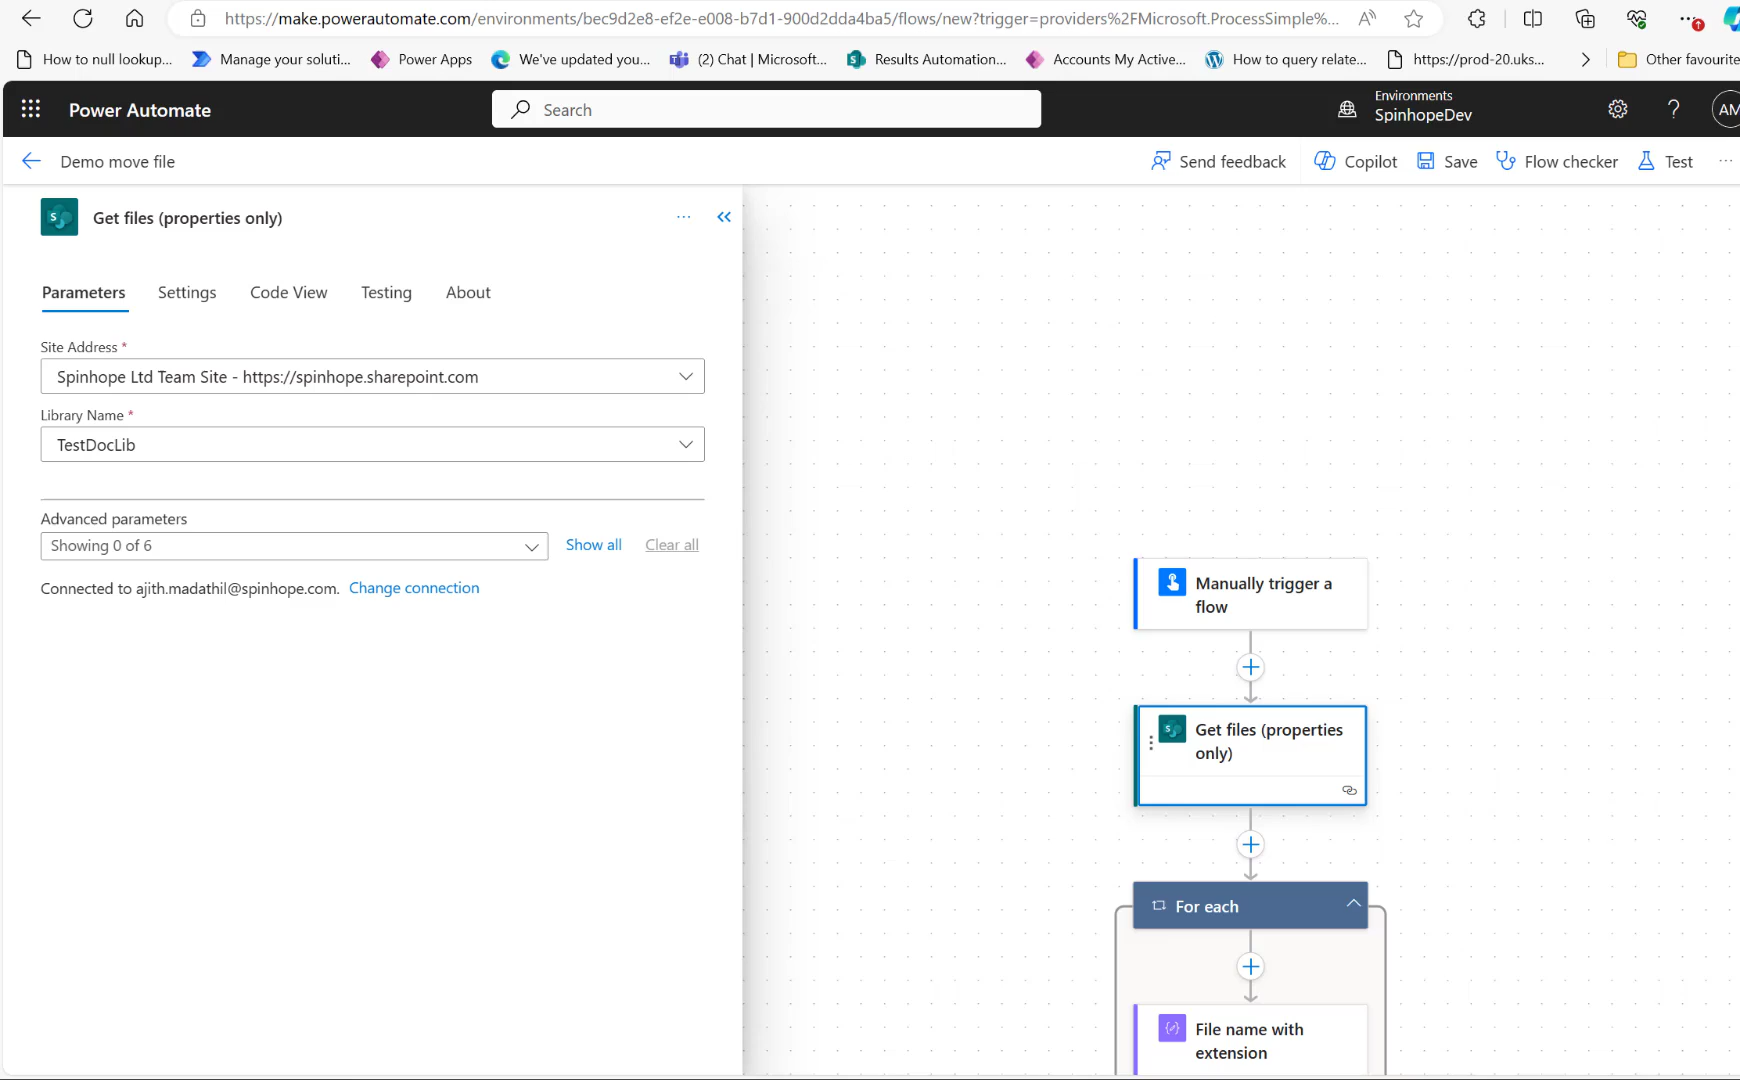 https://make.powerautomate.com/environments/bec9d2e8-ef2e-e008-b7d1-900d2dda4ba5/flows/new?trigger=providers%2FMicrosoft.ProcessSimple%...
How to null lookup...
Manage your soluti...
Power Apps
We've updated you...
(2) Chat | Microsoft...
Results Automation...
Accounts My Active...
How to query relate...
https://prod-20.uks...
Other favourite
Power Automate
Search
Environments
SpinhopeDev
AM
Demo move file
Send feedback
Copilot
Save
Flow checker
Test
Get files (properties only)
Parameters
Settings
Code View
Testing
About
Site Address *
Spinhope Ltd Team Site - https://spinhope.sharepoint.com
Library Name *
TestDocLib
Advanced parameters
Showing 0 of 6
Show all
Clear all
Connected to ajith.madathil@spinhope.com. Change connection
Manually trigger a
flow
Get files (properties
only)
For each
File name with
extension